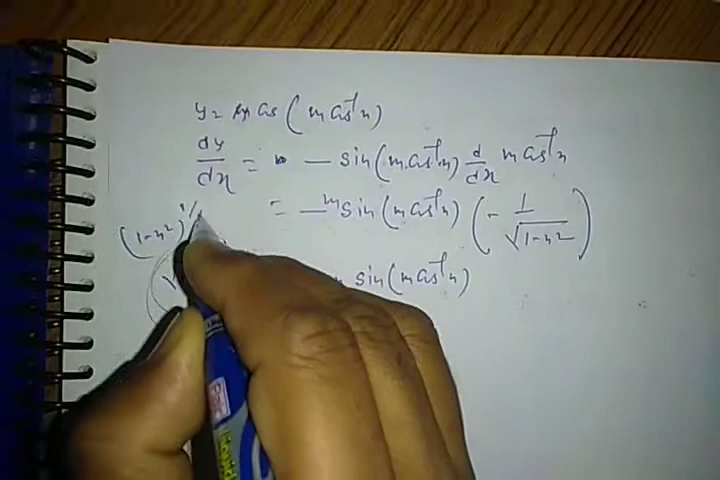 y = cos (m cos⁻¹x)
dy/dx = - sin(m cos⁻¹x) d/dx m cos⁻¹x
= - m sin(m cos⁻¹x) (- 1/√1-x²)
(1-x²)^1/
sin(m cos⁻¹x)